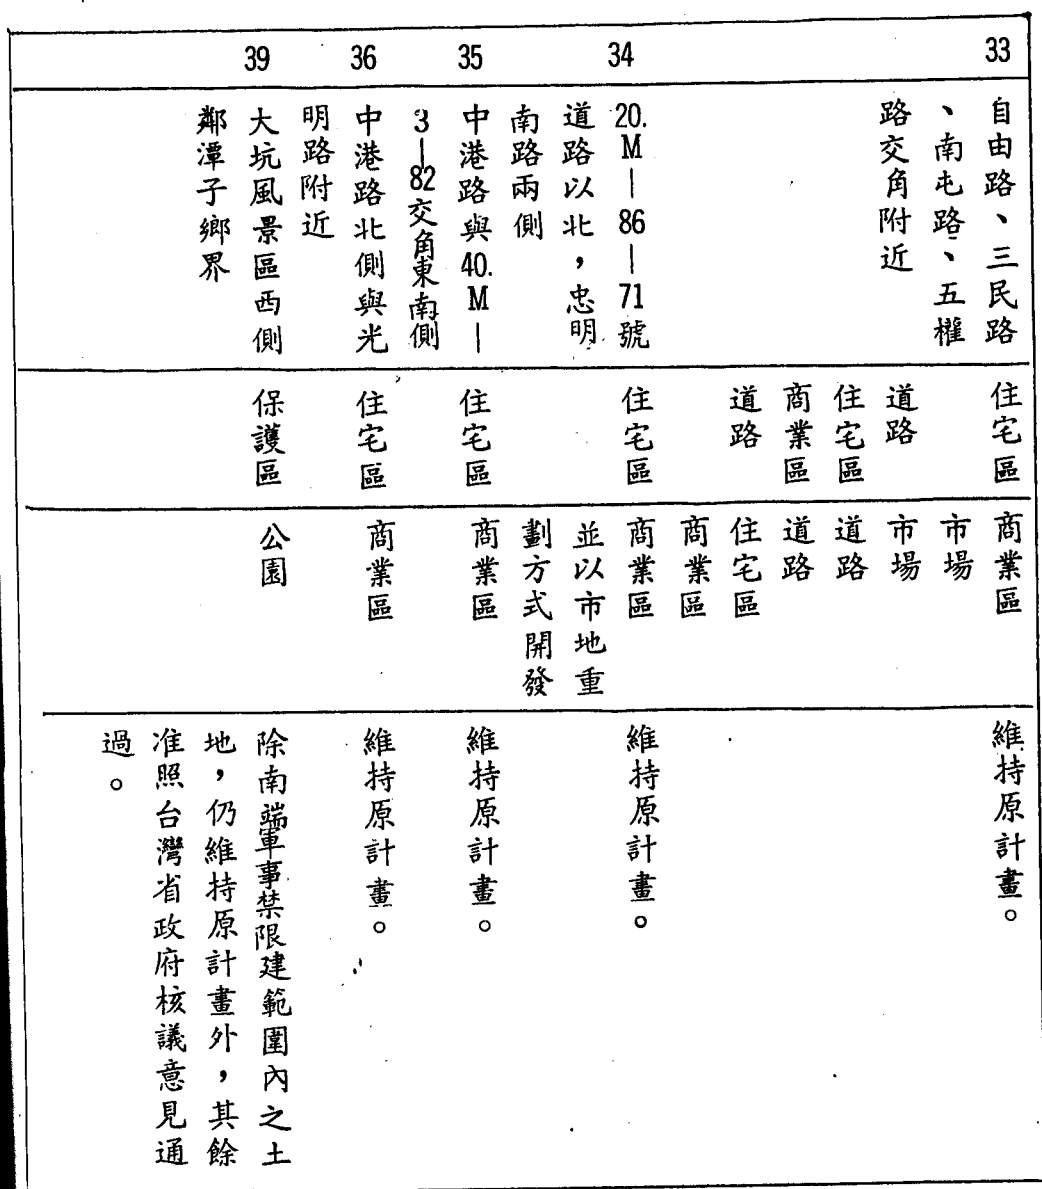 33
自由路、三民路
、南屯路、五權
路交角附近
住宅區
道路
住宅區
商業區
道路
商業區
市場
市場
道路
道路
住宅區
商業區
維持原計畫。
34
20.M—86—71號
道路以北，忠明
南路兩側
住宅區
商業區
並以市地重
劃方式開發
維持原計畫。
35
中港路與40.M—
3—82交角東南側
住宅區
商業區
維持原計畫。
36
中港路北側與光
明路附近
住宅區
商業區
維持原計畫。
39
大坑風景區西側
鄰潭子鄉界
保護區
公園
除南端軍事禁限建範圍內之土
地，仍維持原計畫外，其餘
准照台灣省政府核議意見通
過。